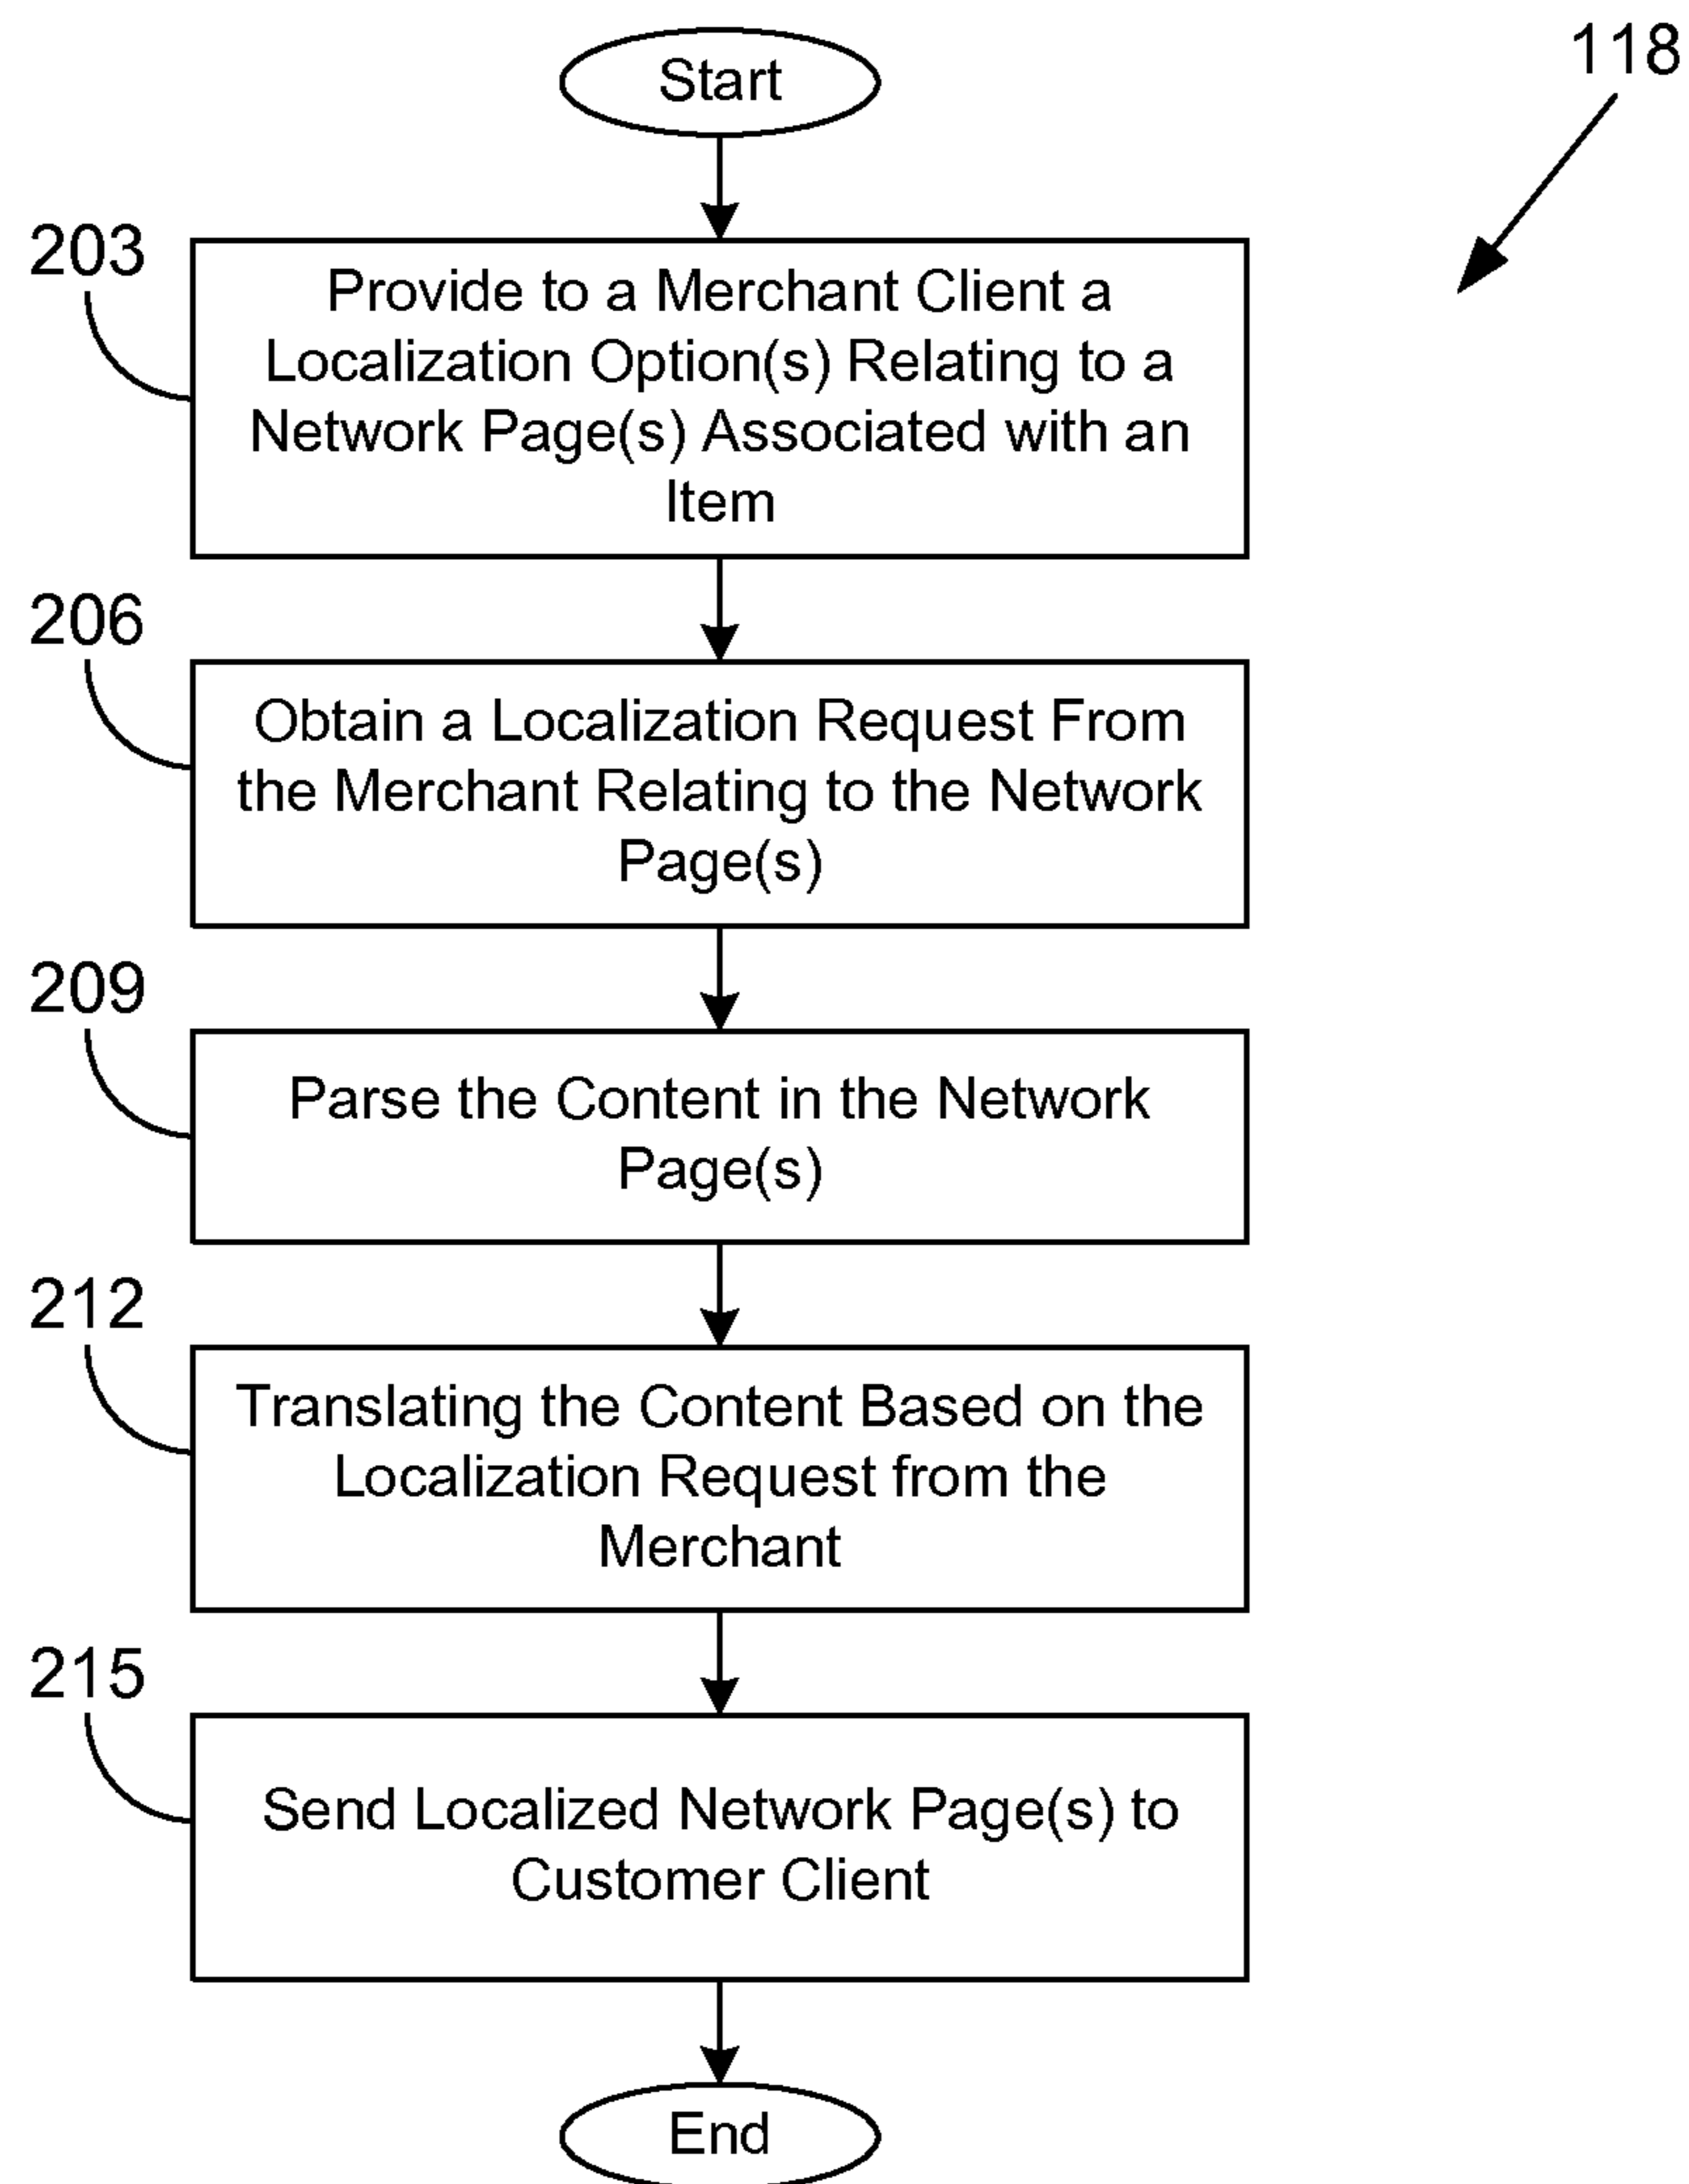 Start
118
203
Provide to a Merchant Client a
Localization Option(s) Relating to a
Network Page(s) Associated with an
Item
206
Obtain a Localization Request From
the Merchant Relating to the Network
Page(s)
209
Parse the Content in the Network
Page(s)
212
Translating the Content Based on the
Localization Request from the
Merchant
215
Send Localized Network Page(s) to
Customer Client
End